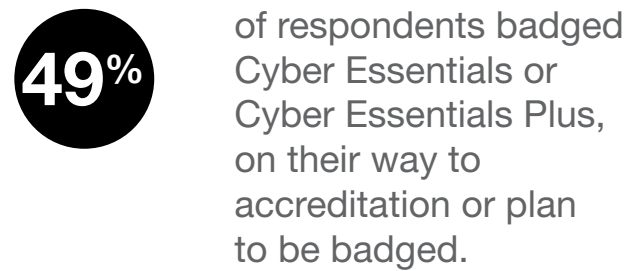 49%
of respondents badged
Cyber Essentials or
Cyber Essentials Plus,
on their way to
accreditation or plan
to be badged.